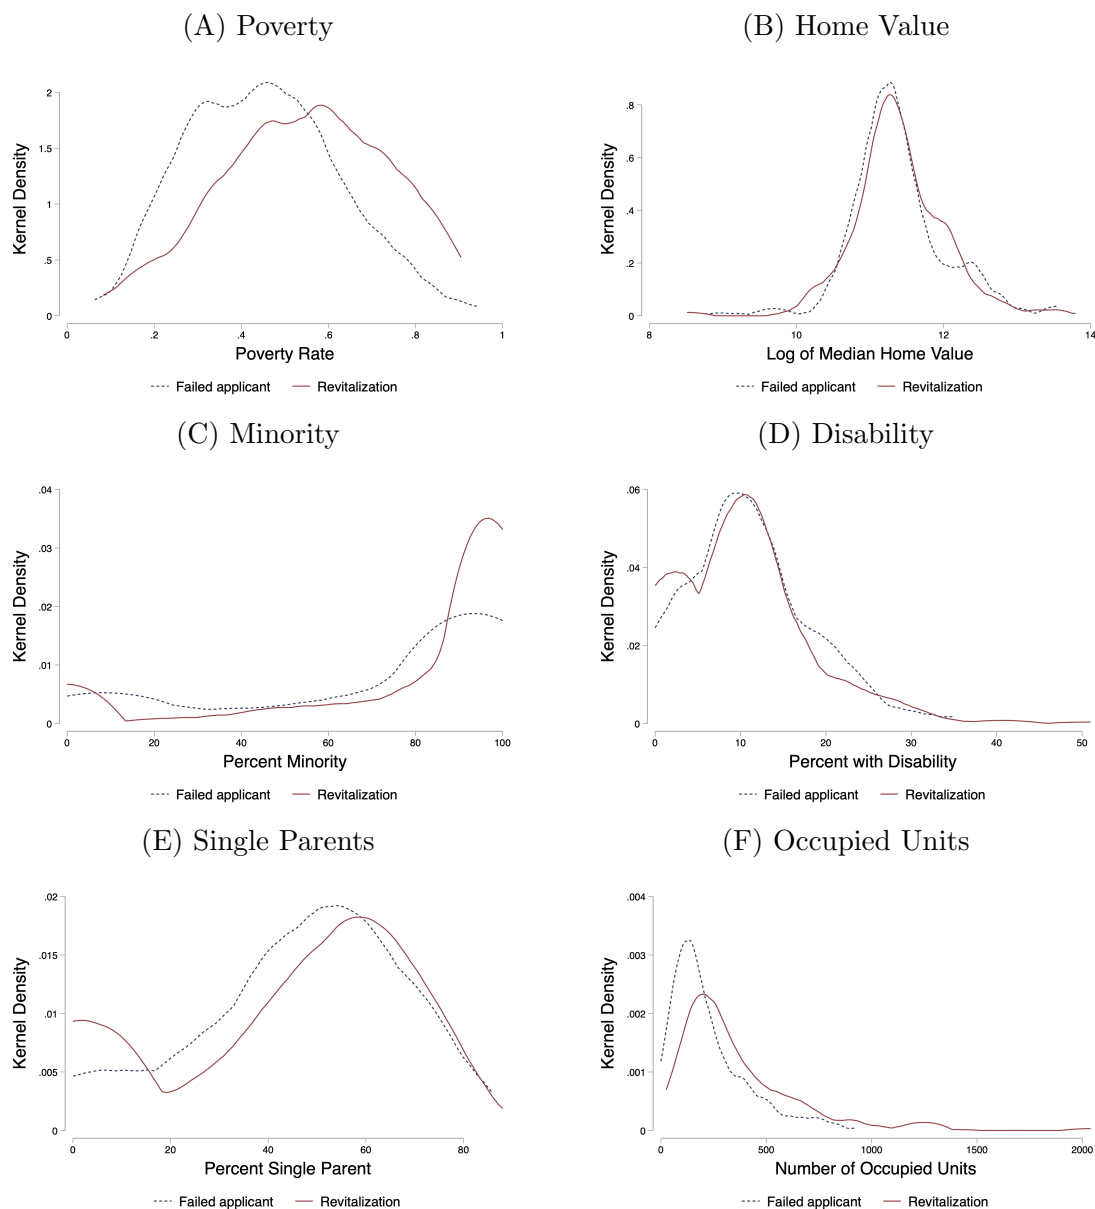 (A) Poverty
Kernel Density
2
1.5
1
.5
0
0 .2 .4 .6 .8 1
Poverty Rate
Failed applicant Revitalization
(B) Home Value
Kernel Density
.8
.6
.4
.2
0
8 10 12 14
Log of Median Home Value
Failed applicant Revitalization
(C) Minority
Kernel Density
.04
.03
.02
.01
0
0 20 40 60 80 100
Percent Minority
Failed applicant Revitalization
(D) Disability
Kernel Density
.06
.04
.02
0
0 10 20 30 40 50
Percent with Disability
Failed applicant Revitalization
(E) Single Parents
Kernel Density
.02
.015
.01
.005
0
0 20 40 60 80
Percent Single Parent
Failed applicant Revitalization
(F) Occupied Units
Kernel Density
.004
.003
.002
.001
0
0 500 1000 1500 2000
Number of Occupied Units
Failed applicant Revitalization